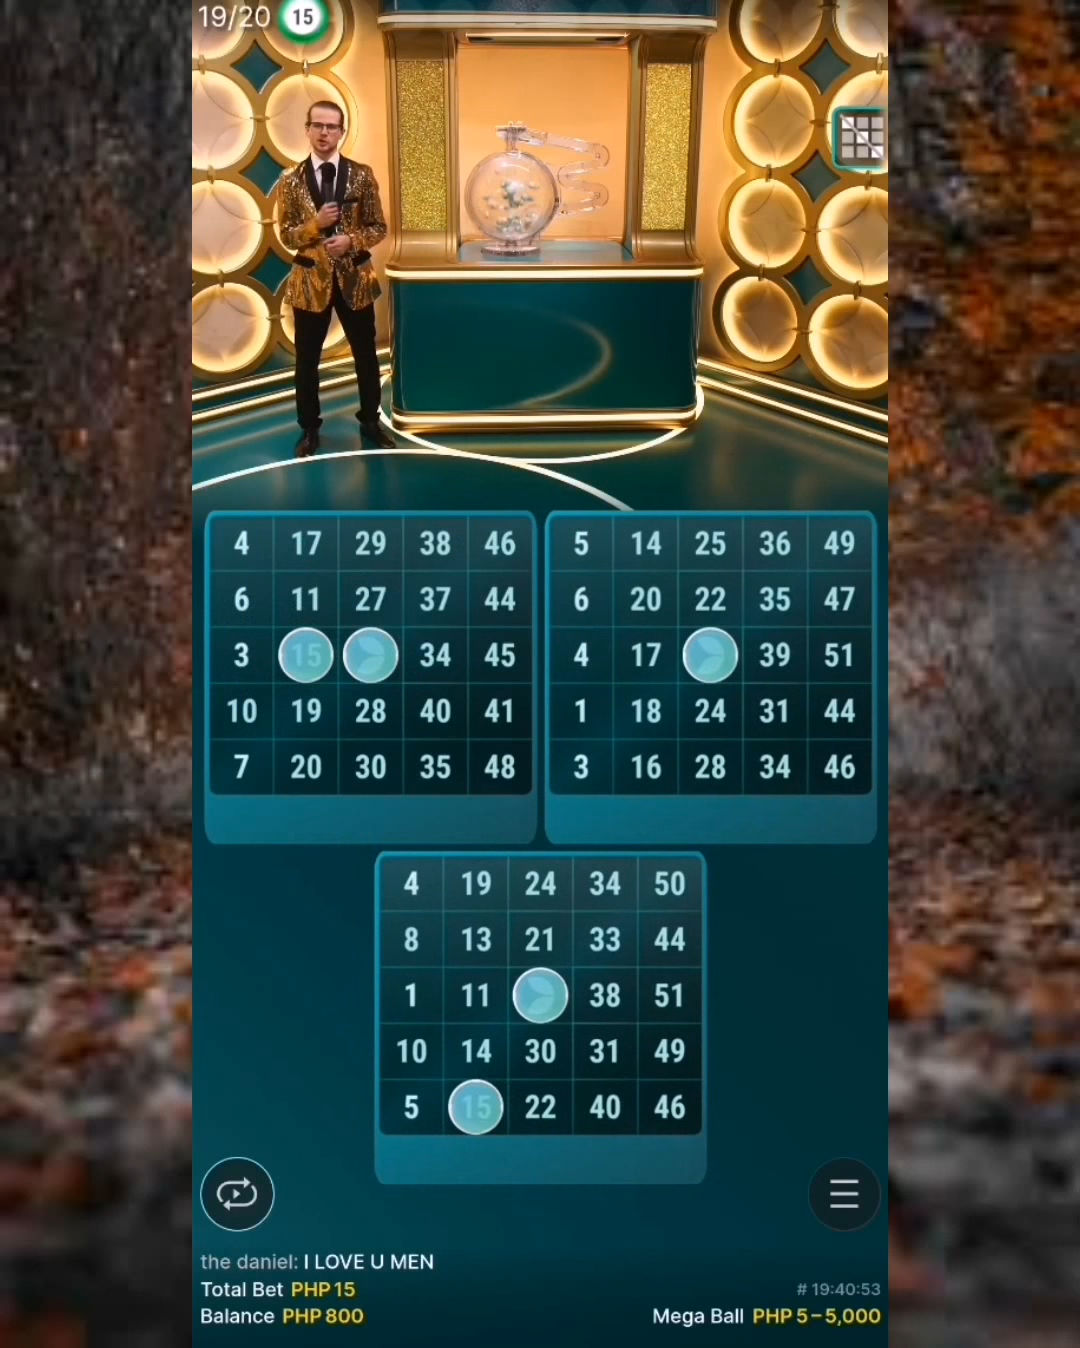 19/20 15
4 17 29 38 46
6 11 27 37 44
3 15 34 45
10 19 28 40 41
7 20 30 35 48
5 14 25 36 49
6 20 22 35 47
4 17 39 51
1 18 24 31 44
3 16 28 34 46
4 19 24 34 50
8 13 21 33 44
1 11 38 51
10 14 30 31 49
5 15 22 40 46
the daniel: I LOVE U MEN
Total Bet PHP 15
Balance PHP 800
# 19:40:53
Mega Ball PHP 5–5,000